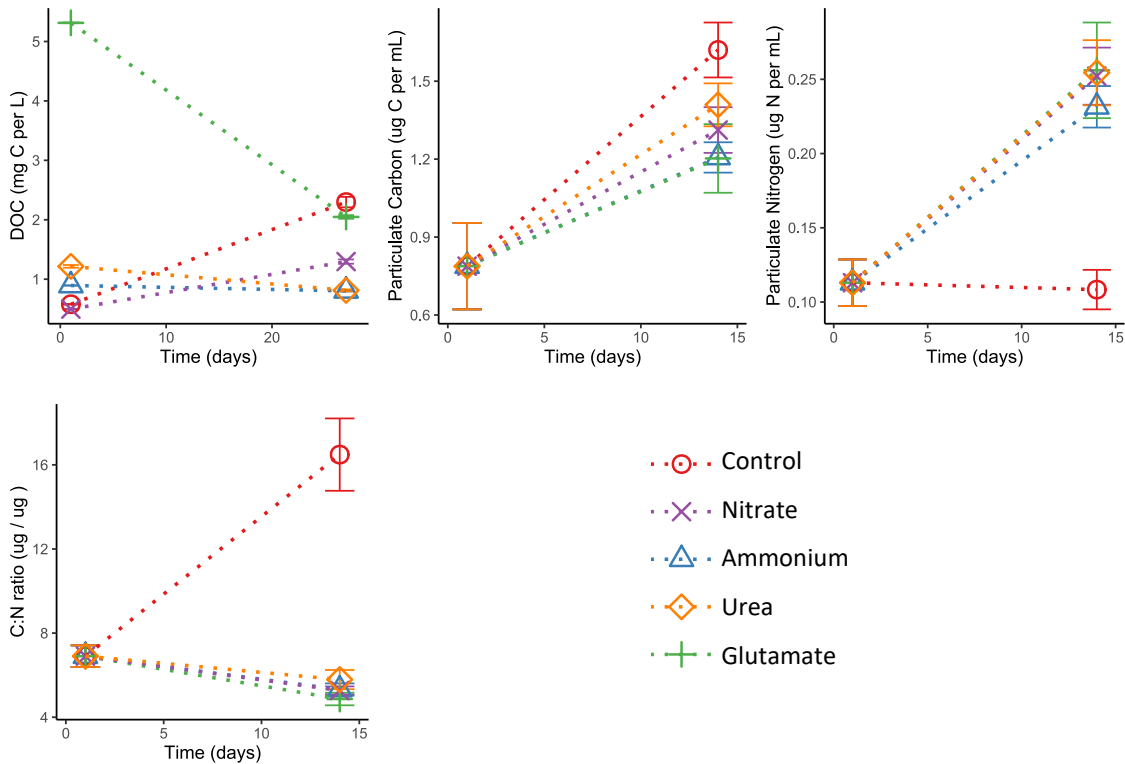 DOC (mg C per L)
5
4
3
2
1
0
10
20
Time (days)
Particulate Carbon (ug C per mL)
1.5
1.2
0.9
0.6
0
5
10
15
Time (days)
Particulate Nitrogen (ug N per mL)
0.25
0.20
0.15
0.10
0
5
10
15
Time (days)
C:N ratio (ug / ug )
16
12
8
4
0
5
10
15
Time (days)
Control
Nitrate
Ammonium
Urea
Glutamate